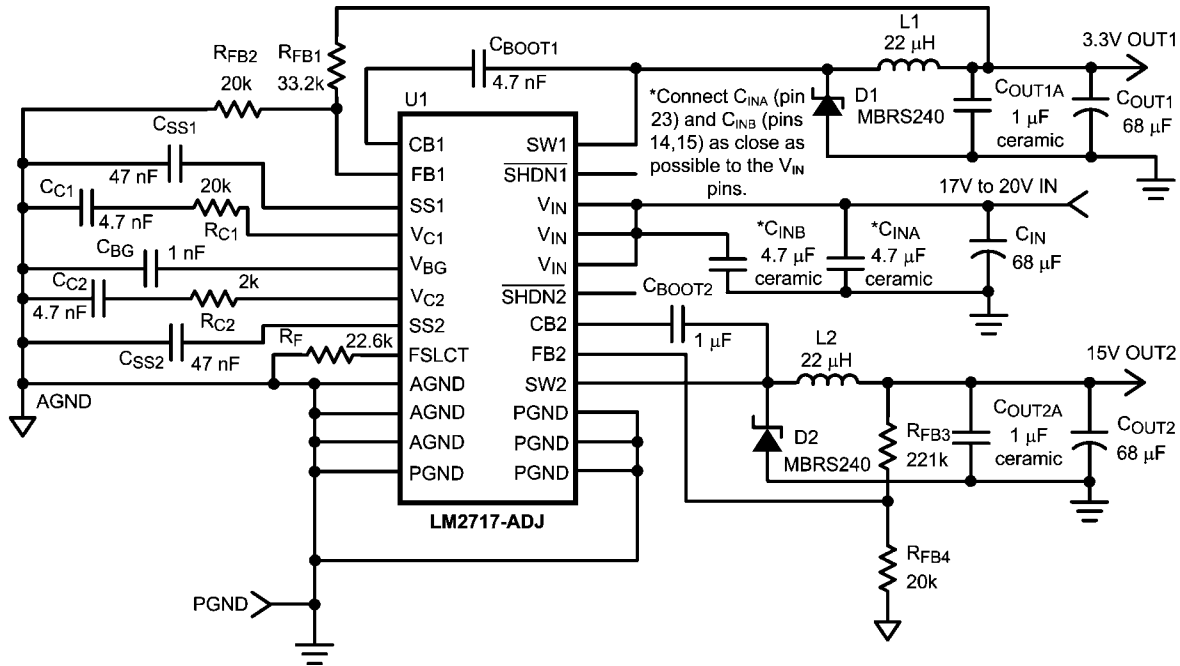 L1
22 µH
3.3V OUT1
RFB2
20k
RFB1
33.2k
CBOOT1
4.7 nF
U1
*Connect CINA (pin
23) and CINB (pins
14,15) as close as
possible to the VIN
pins.
D1
MBRS240
COUT1A
1 µF
ceramic
COUT1
68 µF
CSS1
47 nF
CC1
4.7 nF
20k
RC1
CBG
1 nF
CC2
4.7 nF
2k
RC2
CSS2
47 nF
RF
22.6k
AGND
CB1
FB1
SS1
VC1
VBG
VC2
SS2
FSLCT
AGND
AGND
AGND
PGND
SW1
SHDN1
VIN
VIN
VIN
SHDN2
CB2
FB2
SW2
PGND
PGND
PGND
LM2717-ADJ
17V to 20V IN
*CINB
4.7 µF
ceramic
*CINA
4.7 µF
ceramic
CIN
68 µF
CBOOT2
1 µF
L2
22 µH
15V OUT2
D2
MBRS240
RFB3
221k
COUT2A
1 µF
ceramic
COUT2
68 µF
RFB4
20k
PGND